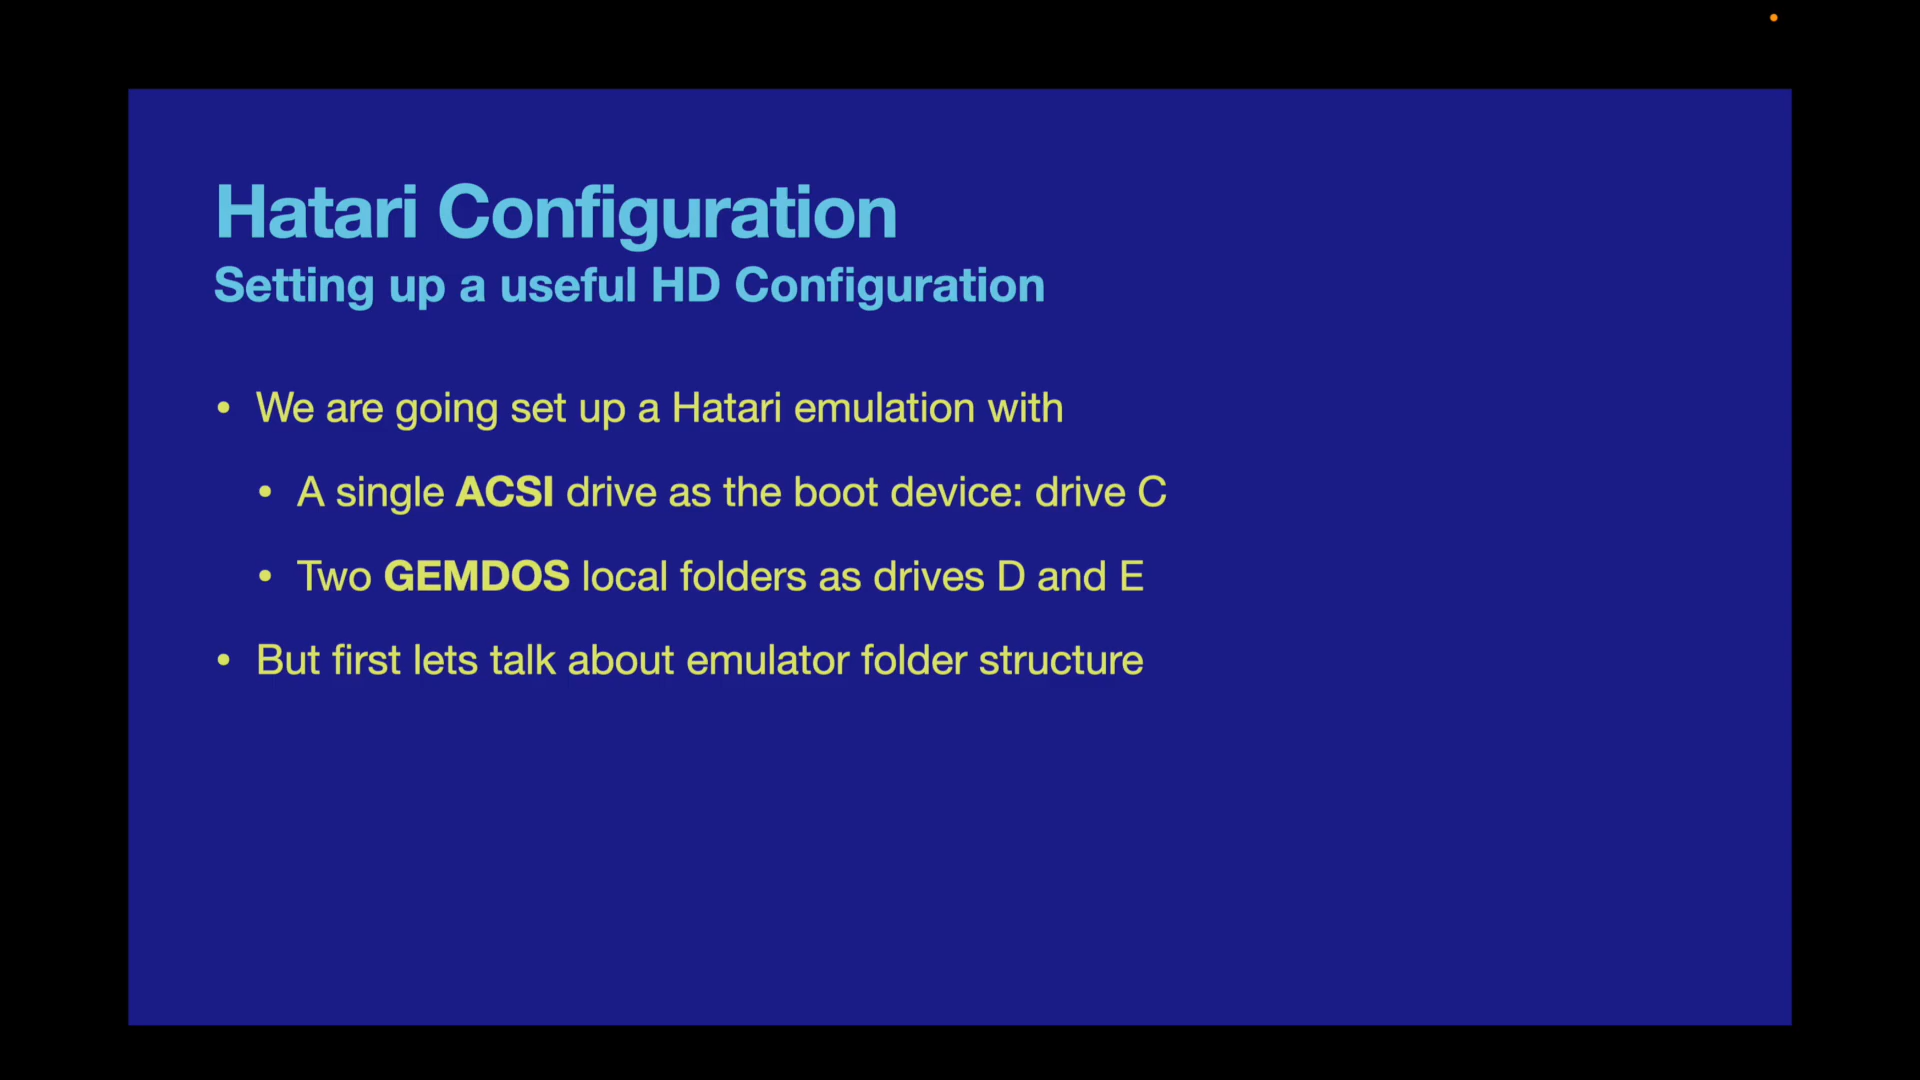 Hatari Configuration
Setting up a useful HD Configuration
• We are going set up a Hatari emulation with
• A single ACSI drive as the boot device: drive C
• Two GEMDOS local folders as drives D and E
• But first lets talk about emulator folder structure